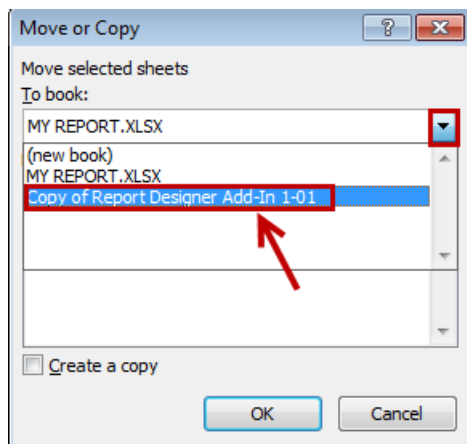 Move or Copy
Move selected sheets
To book:
MY REPORT.XLSX
(new book)
MY REPORT.XLSX
Copy of Report Designer Add-In 1-01
Create a copy
OK
Cancel